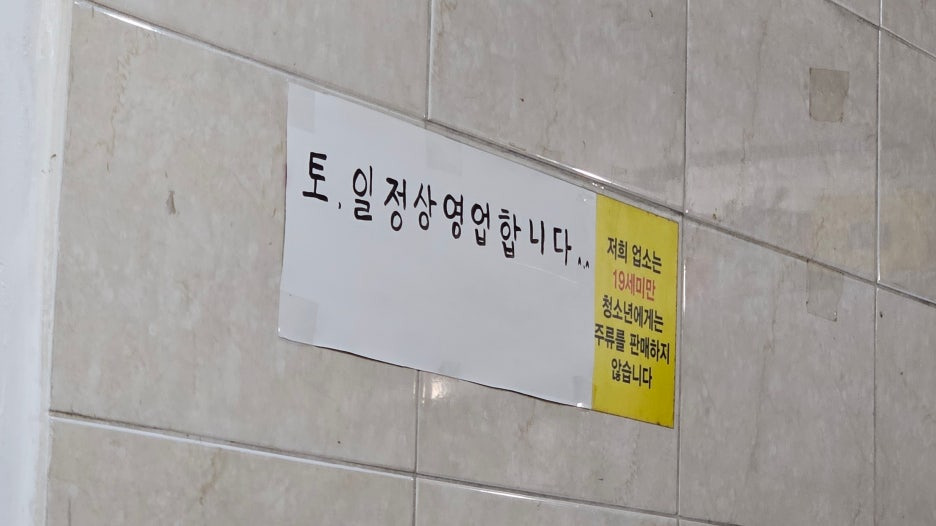 토. 일 정상영업합니다...
저희 업소는
19세미만
청소년에게는
주류를 판매하지
않습니다